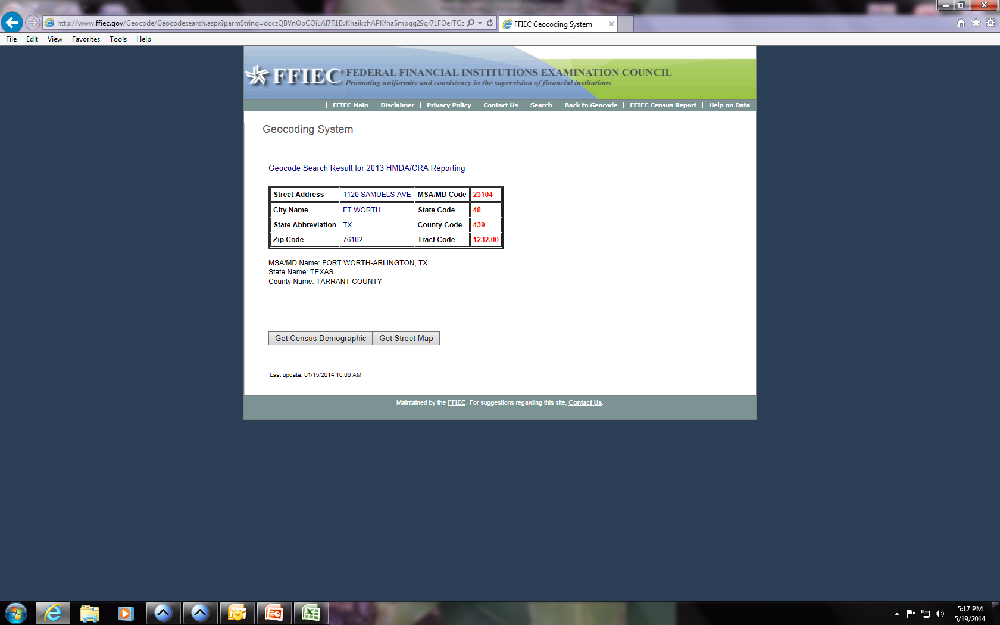 http://www.ffiec.gov/Geocode/Geocodesearch.aspx?parmString=dcczQBVnOpCOiLAI7T1EvKhaikchAPKfhaSmbqq29gr7LFOerTCg
FFIEC Geocoding System
File Edit View Favorites Tools Help
FFIEC FEDERAL FINANCIAL INSTITUTIONS EXAMINATION COUNCIL
Promoting uniformity and consistency in the supervision of financial institutions
| FFIEC Main | Disclaimer | Privacy Policy | Contact Us | Search | Back to Geocode | FFIEC Census Report | Help on Data
Geocoding System
Geocode Search Result for 2013 HMDA/CRA Reporting
Street Address 1120 SAMUELS AVE MSA/MD Code 23104
City Name FT WORTH State Code 48
State Abbreviation TX County Code 439
Zip Code 76102 Tract Code 1232.00
MSA/MD Name: FORT WORTH-ARLINGTON, TX
State Name: TEXAS
County Name: TARRANT COUNTY
Get Census Demographic Get Street Map
Last update: 01/15/2014 10:00 AM
Maintained by the FFIEC. For suggestions regarding this site, Contact Us.
5:17 PM
5/19/2014